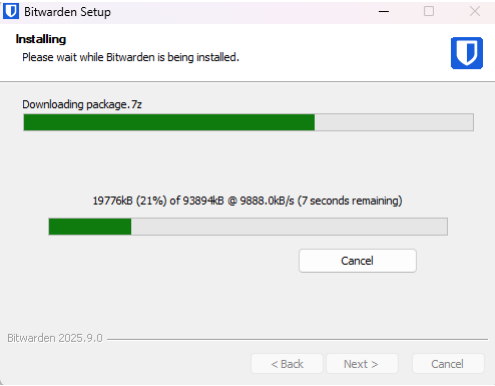 Bitwarden Setup
Installing
Please wait while Bitwarden is being installed.
Downloading package.7z
19776kB (21%) of 93894kB @ 9888.0kB/s (7 seconds remaining)
Cancel
Bitwarden 2025.9.0
< Back Next > Cancel